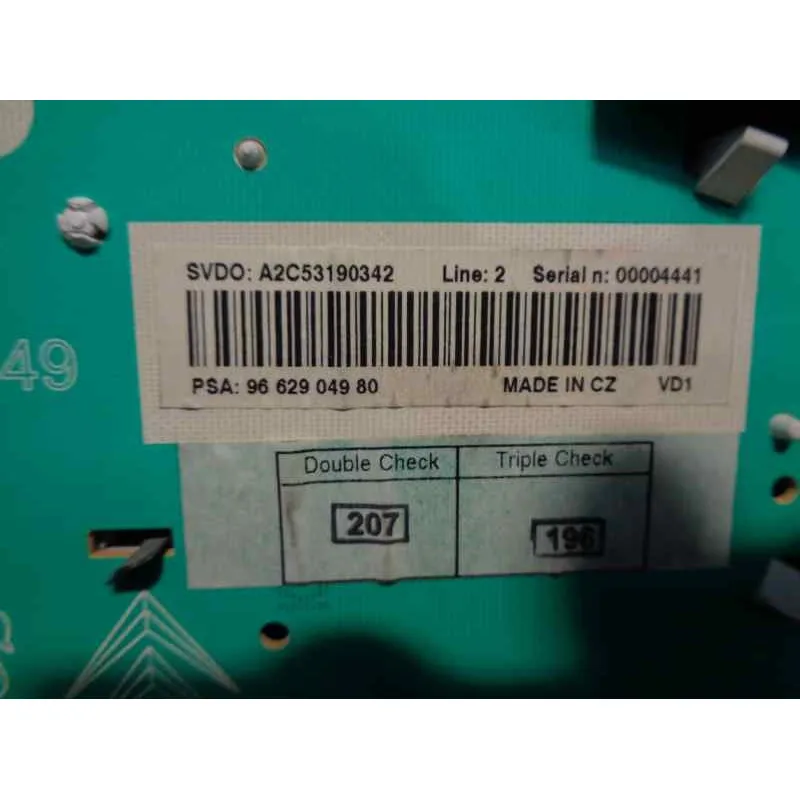 SVDO: A2C53190342 Line: 2 Serial n: 00004441
PSA: 96 629 049 80 MADE IN CZ VD1
49
Double Check Triple Check
207 196